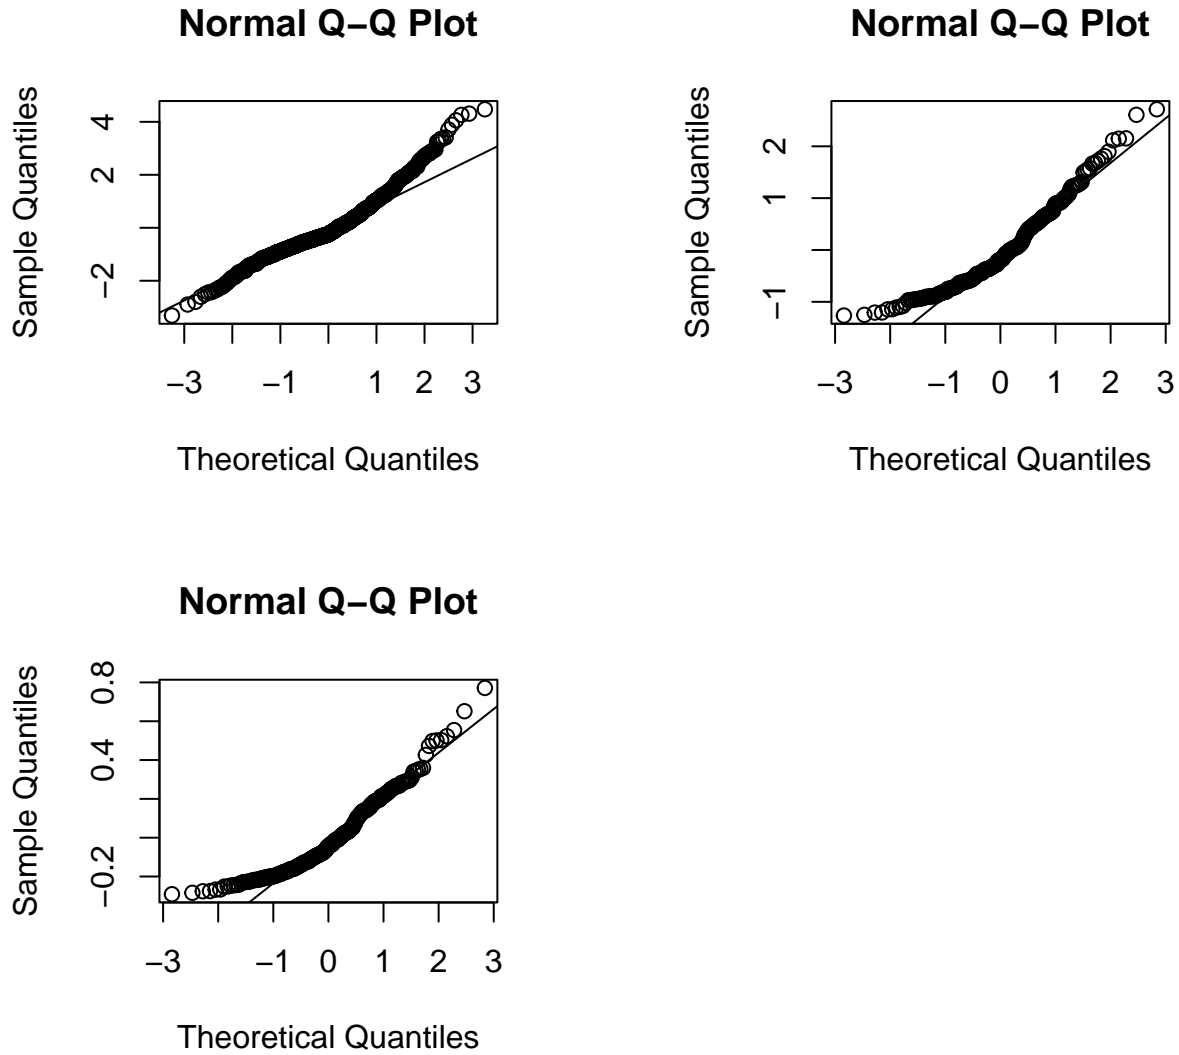 Normal Q−Q Plot
Sample Quantiles
4
2
−2
−3 −1 1 2 3
Theoretical Quantiles
Normal Q−Q Plot
Sample Quantiles
2
1
−1
−3 −1 0 1 2 3
Theoretical Quantiles
Normal Q−Q Plot
Sample Quantiles
0.8
0.4
−0.2
−3 −1 0 1 2 3
Theoretical Quantiles